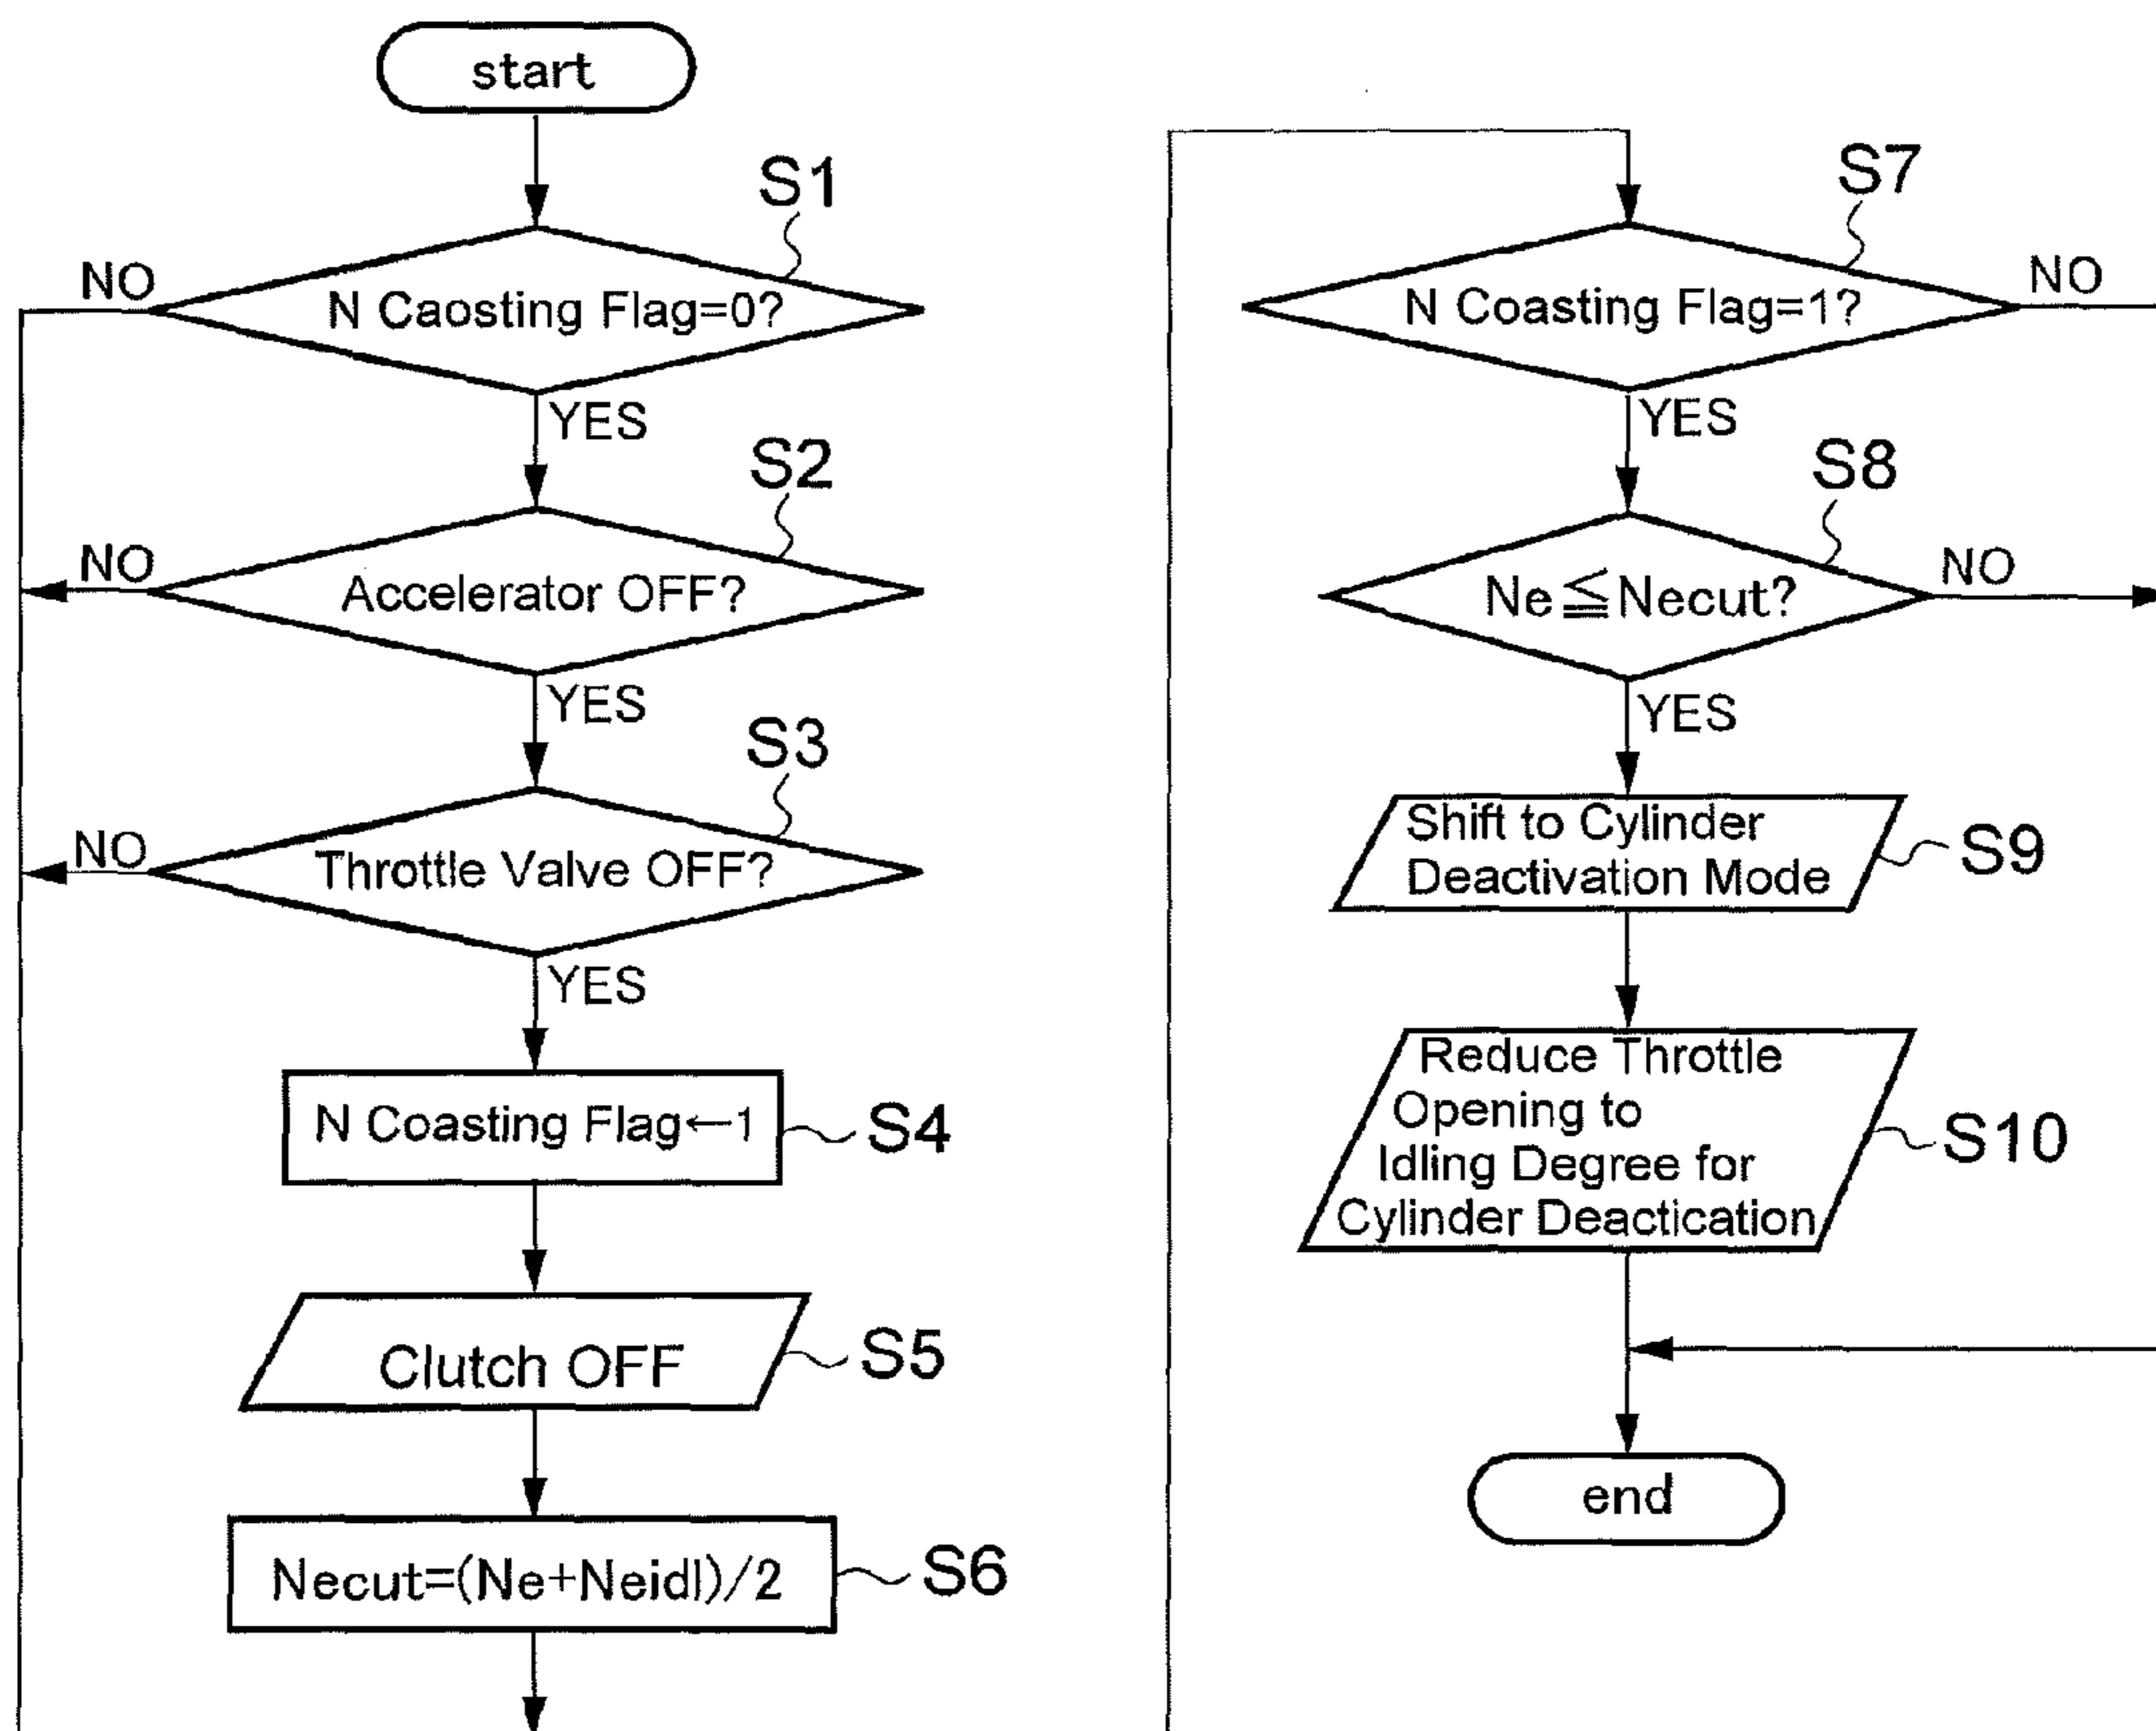 start
S1
NO
N Caosting Flag=0?
YES
S2
NO
Accelerator OFF?
YES
S3
NO
Throttle Valve OFF?
YES
N Coasting Flag←1
S4
Clutch OFF
S5
Necut=(Ne+Neidl)/2
S6
S7
N Coasting Flag=1?
NO
YES
S8
Ne≦Necut?
NO
YES
Shift to Cylinder
Deactivation Mode
S9
Reduce Throttle
Opening to
Idling Degree for
Cylinder Deactication
S10
end